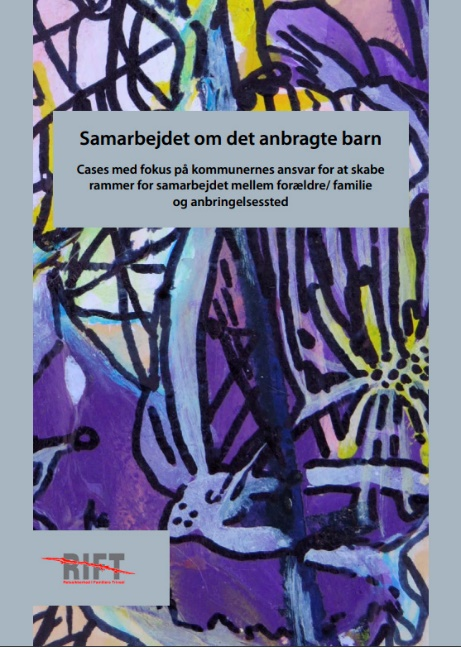 Samarbejdet om det anbragte barn
Cases med fokus på kommunernes ansvar for at skabe
rammer for samarbejdet mellem forældre/ familie
og anbringelsessted
RIFT